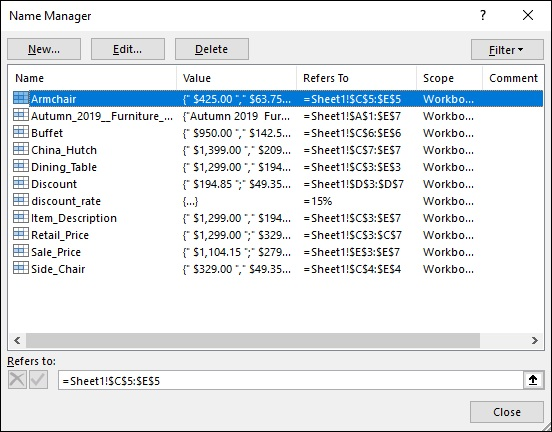 Name Manager ? ×
New... Edit... Delete Filter
Name Value Refers To Scope Comment
Armchair {" $425.00 "," $63.75... =Sheet1!$C$5:$E$5 Workbo...
Autumn_2019__Furniture_... {"Autumn 2019 Fur... =Sheet1!$A$1:$E$7 Workbo...
Buffet {" $950.00 "," $142.5... =Sheet1!$C$6:$E$6 Workbo...
China_Hutch {" $1,399.00 "," $209... =Sheet1!$C$7:$E$7 Workbo...
Dining_Table {" $1,299.00 "," $194... =Sheet1!$C$3:$E$3 Workbo...
Discount {" $194.85 ";" $49.35... =Sheet1!$D$3:$D$7 Workbo...
discount_rate {...} =15% Workbo...
Item_Description {" $1,299.00 "," $194... =Sheet1!$C$3:$E$7 Workbo...
Retail_Price {" $1,299.00 ";" $329... =Sheet1!$C$3:$C$7 Workbo...
Sale_Price {" $1,104.15 ";" $279... =Sheet1!$E$3:$E$7 Workbo...
Side_Chair {" $329.00 "," $49.35... =Sheet1!$C$4:$E$4 Workbo...
Refers to:
=Sheet1!$C$5:$E$5
Close